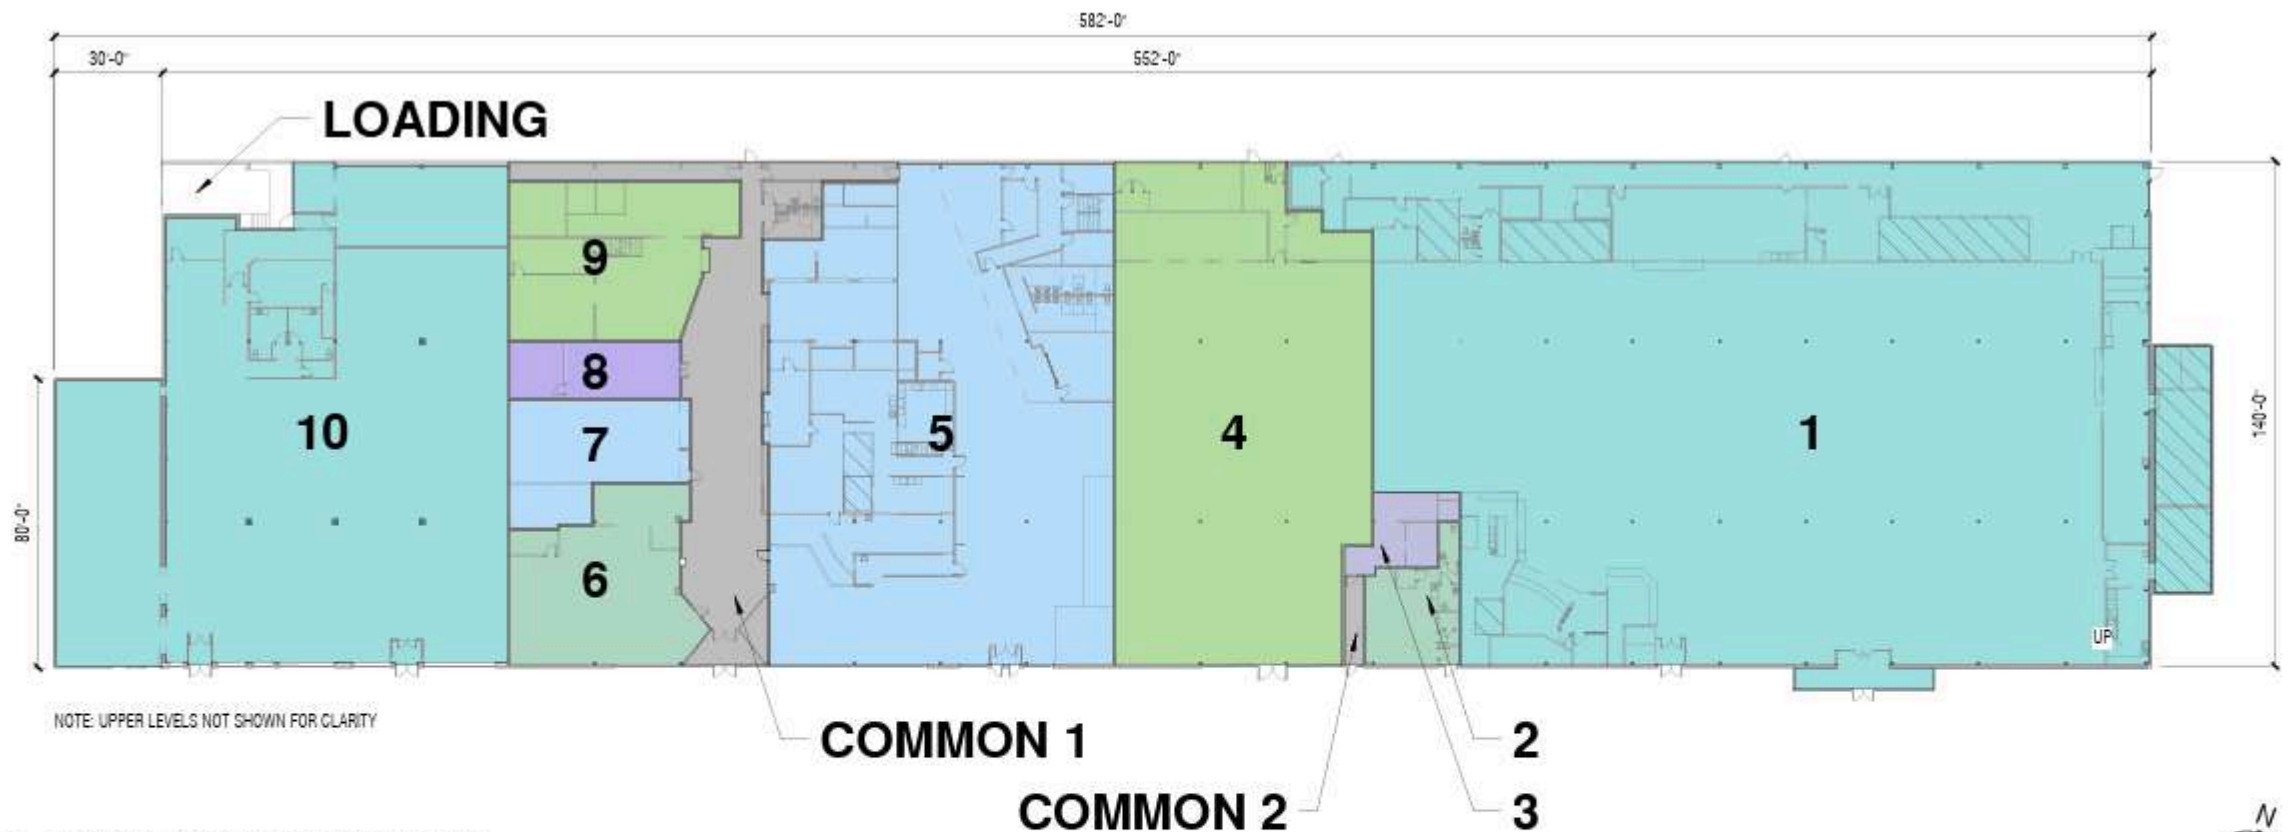 582'-0"
30'-0"
552'-0"
LOADING
9
8
10
7
5
4
1
6
80'-0"
140'-0"
UP
NOTE: UPPER LEVELS NOT SHOWN FOR CLARITY
COMMON 1
2
COMMON 2
3
N